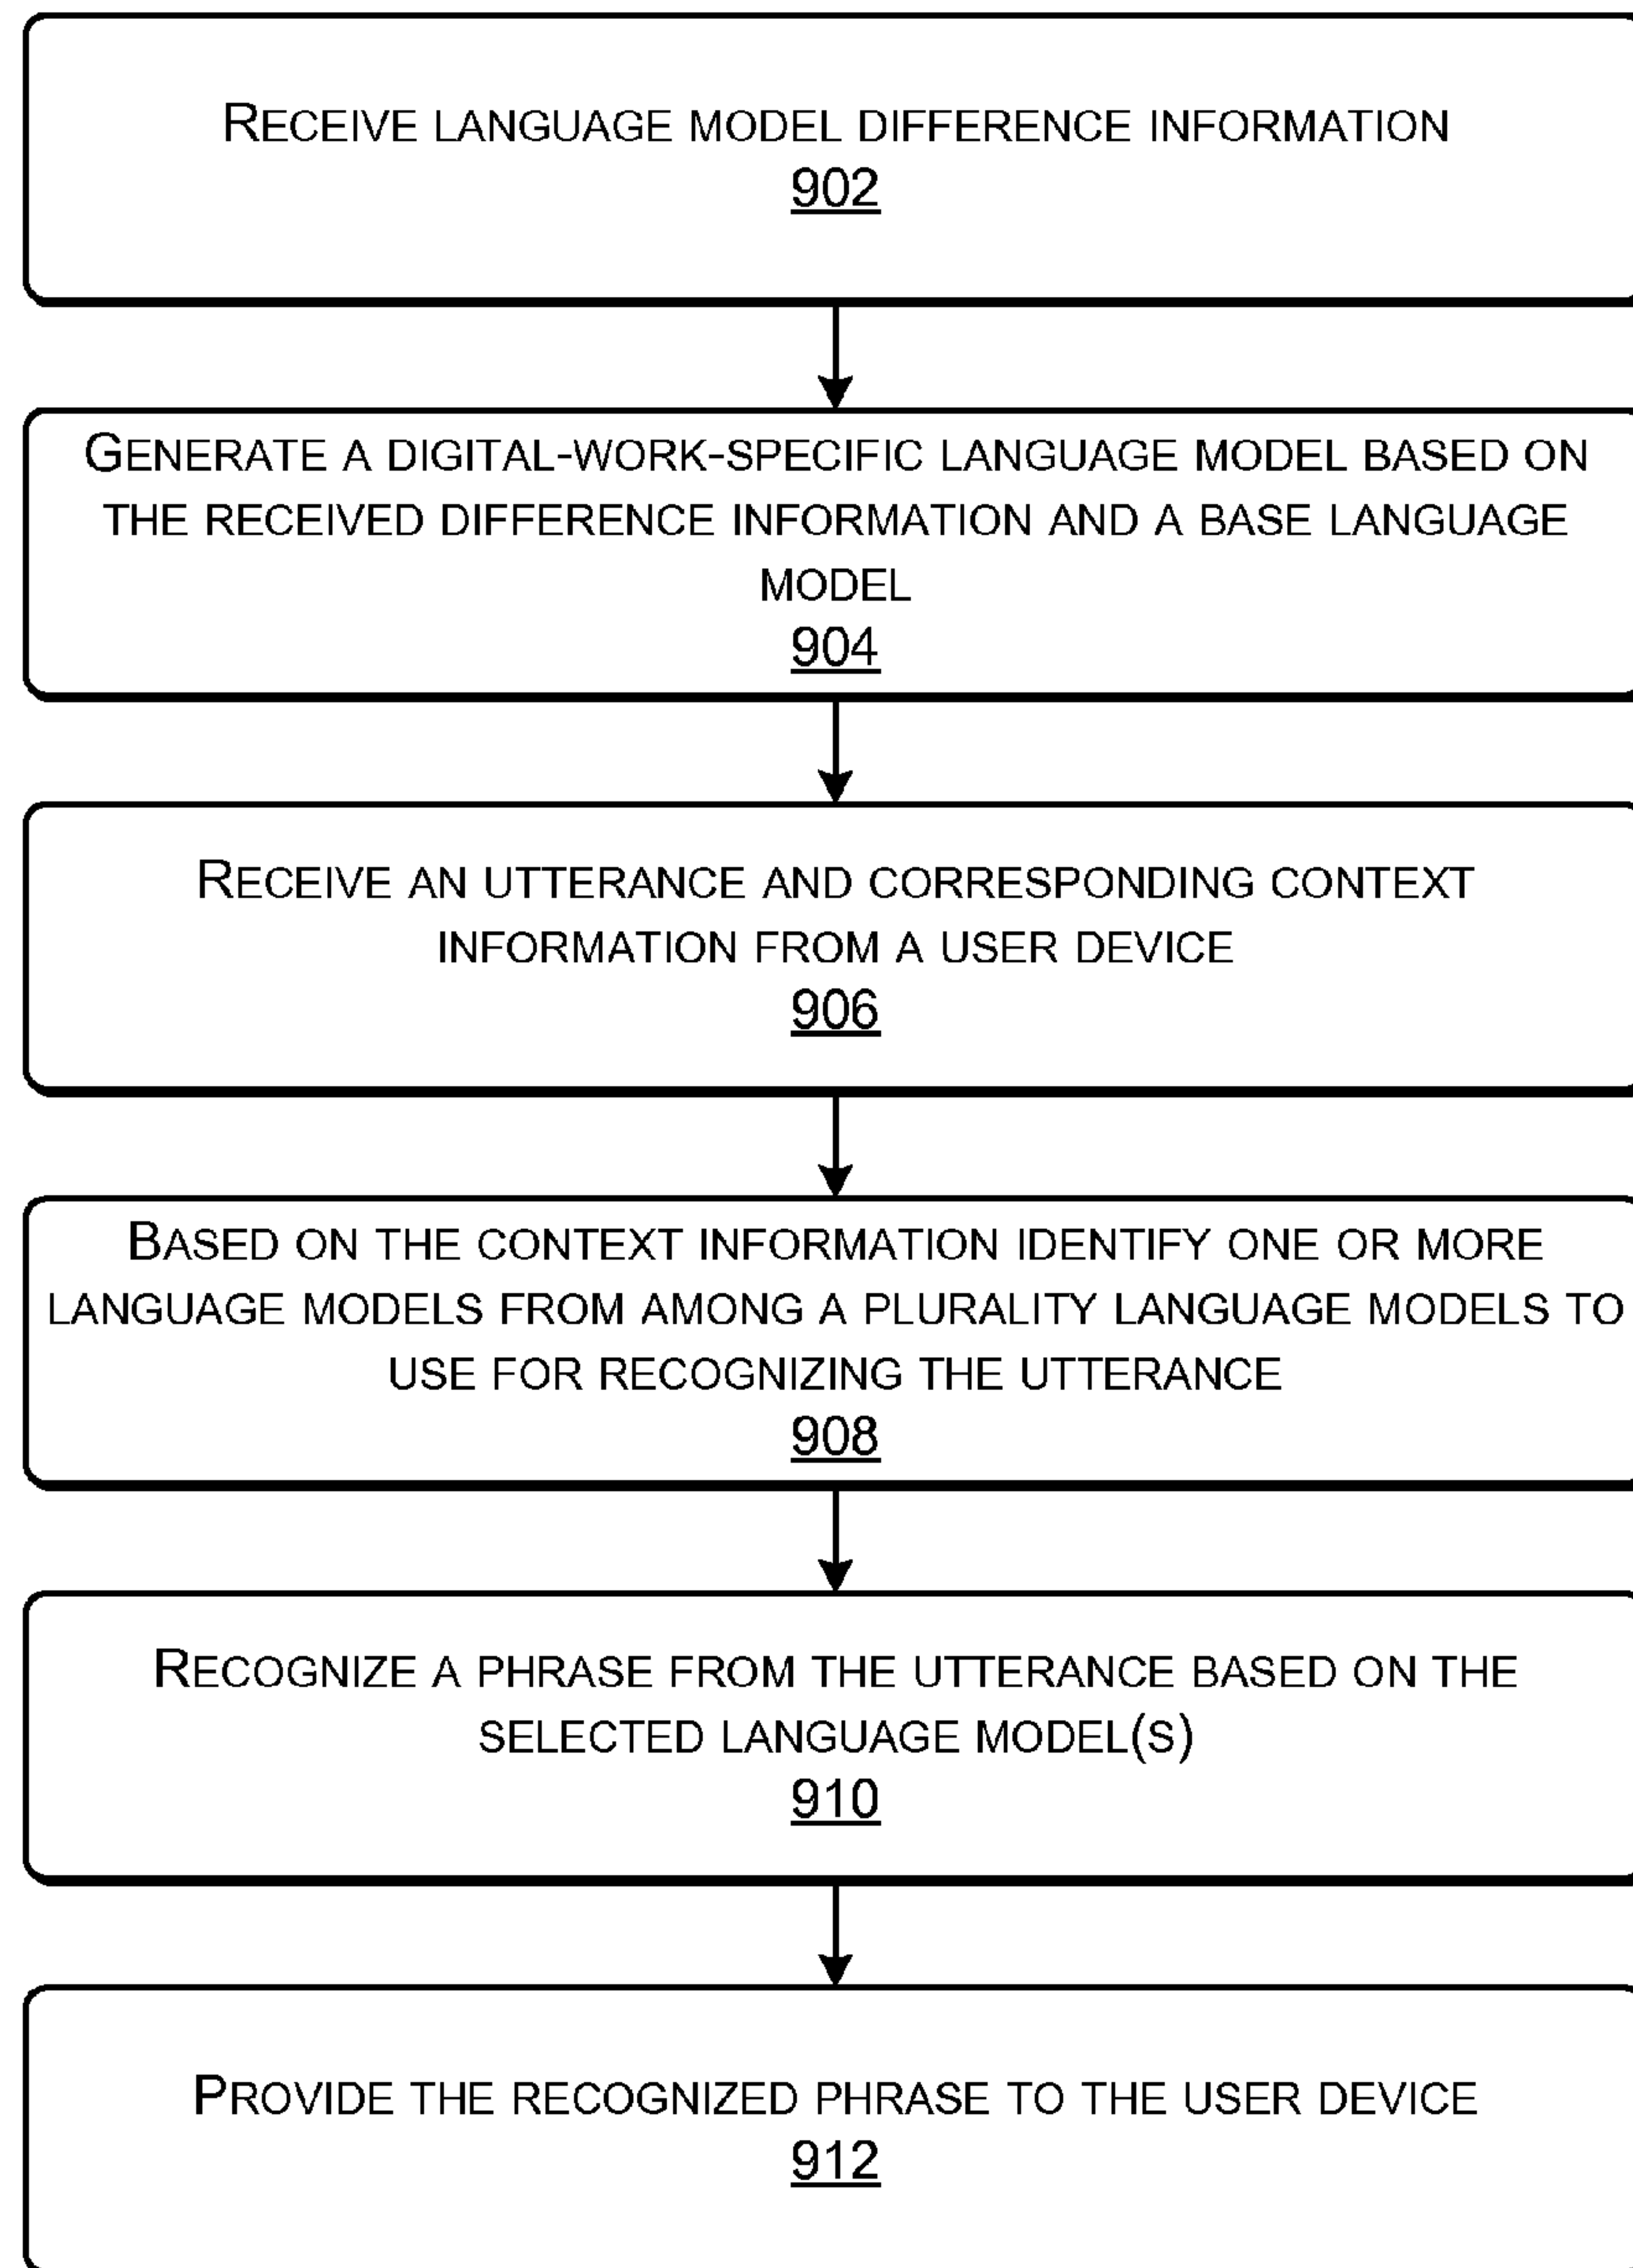 RECEIVE LANGUAGE MODEL DIFFERENCE INFORMATION
902
GENERATE A DIGITAL-WORK-SPECIFIC LANGUAGE MODEL BASED ON
THE RECEIVED DIFFERENCE INFORMATION AND A BASE LANGUAGE
MODEL
904
RECEIVE AN UTTERANCE AND CORRESPONDING CONTEXT
INFORMATION FROM A USER DEVICE
906
BASED ON THE CONTEXT INFORMATION IDENTIFY ONE OR MORE
LANGUAGE MODELS FROM AMONG A PLURALITY LANGUAGE MODELS TO
USE FOR RECOGNIZING THE UTTERANCE
908
RECOGNIZE A PHRASE FROM THE UTTERANCE BASED ON THE
SELECTED LANGUAGE MODEL(S)
910
PROVIDE THE RECOGNIZED PHRASE TO THE USER DEVICE
912